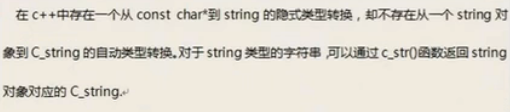 在 c++中存在一个从 const char*到 string 的隐式类型转换，却不存在从一个 string 对
象到 C_string 的自动类型转换。对于 string 类型的字符串,可以通过 c_str()函数返回 string
对象对应的 C_string.↵